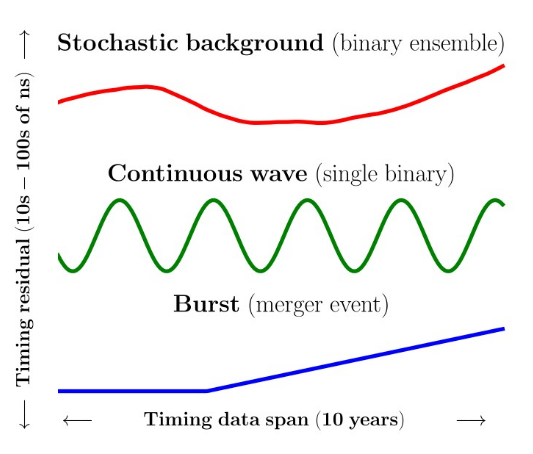 Stochastic background (binary ensemble)
Continuous wave (single binary)
Burst (merger event)
Timing residual (10s – 100s of ns)
Timing data span (10 years)